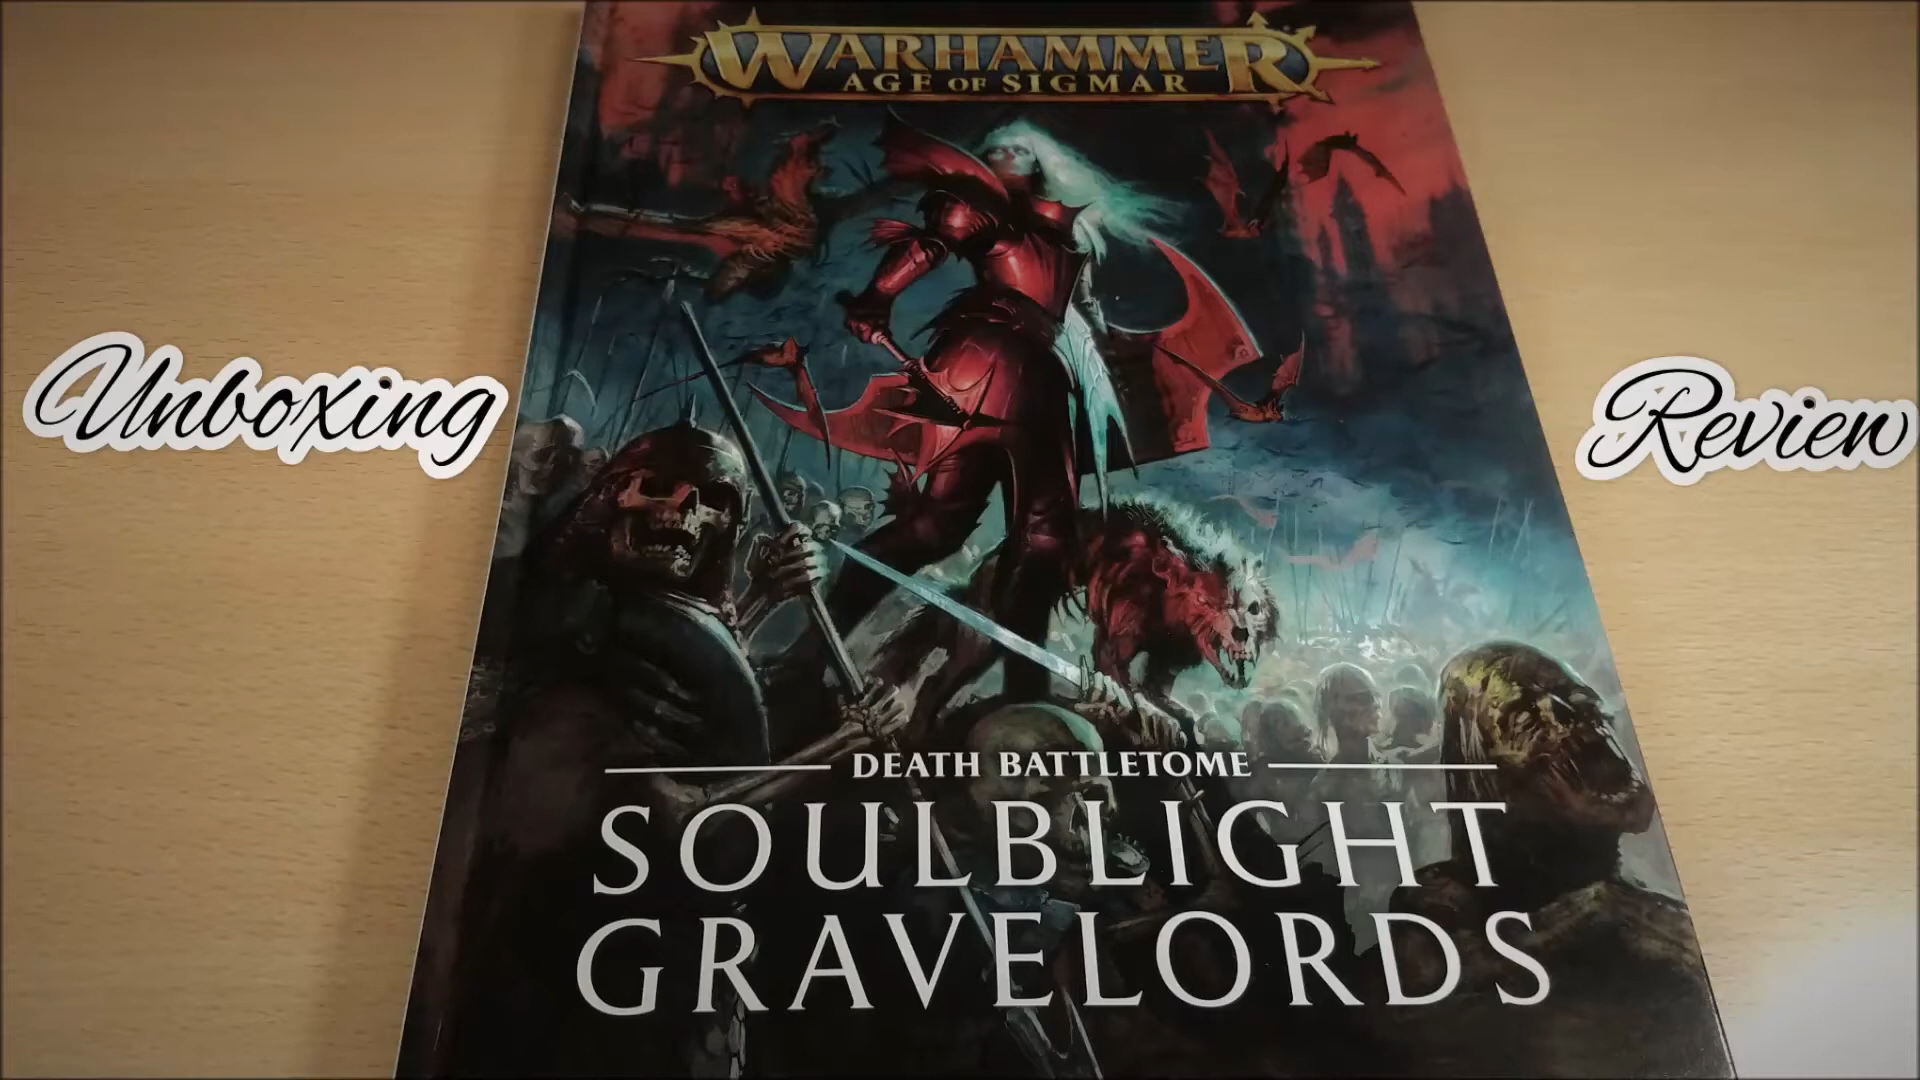 WARHAMMER
AGE OF SIGMAR
Unboxing
Review
DEATH BATTLETOME
SOULBLIGHT
GRAVELORDS